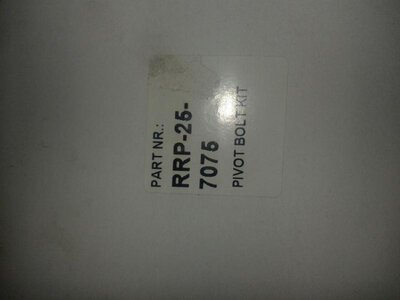 PART NR.:
RRP-25-
7075
PIVOT BOLT KIT